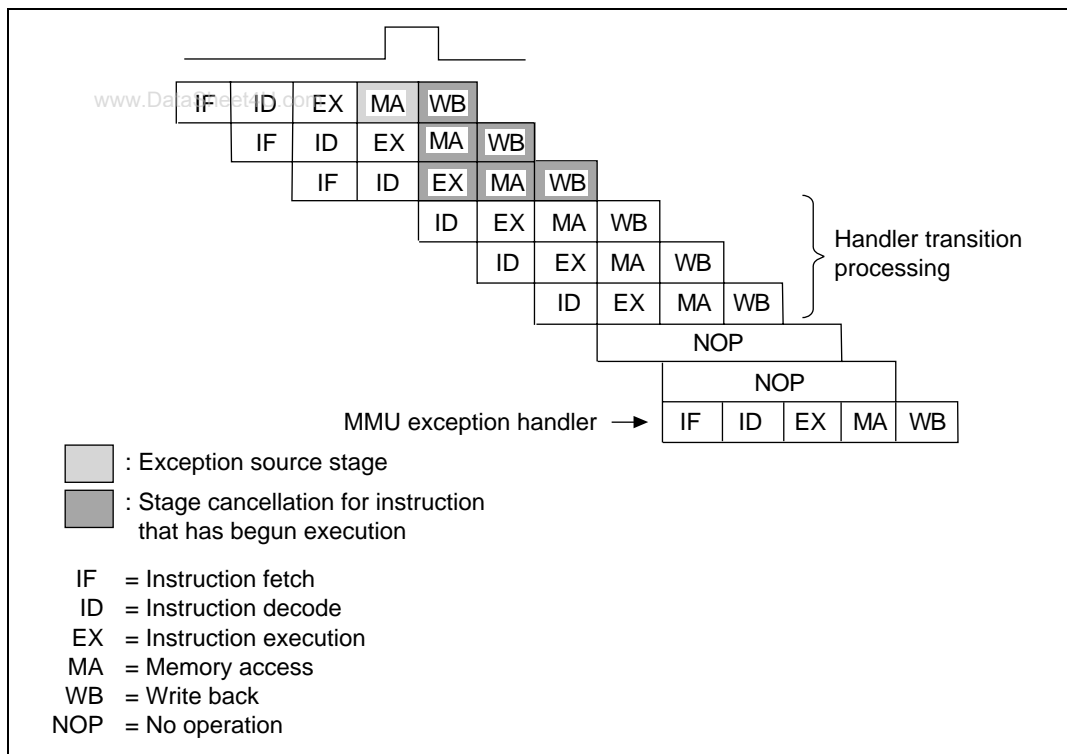 www.DataSheet4U.com
IF ID EX MA WB
IF ID EX MA WB
IF ID EX MA WB
ID EX MA WB
ID EX MA WB
ID EX MA WB
Handler transition
processing
NOP
NOP
MMU exception handler → IF ID EX MA WB
: Exception source stage
: Stage cancellation for instruction
that has begun execution
IF = Instruction fetch
ID = Instruction decode
EX = Instruction execution
MA = Memory access
WB = Write back
NOP = No operation